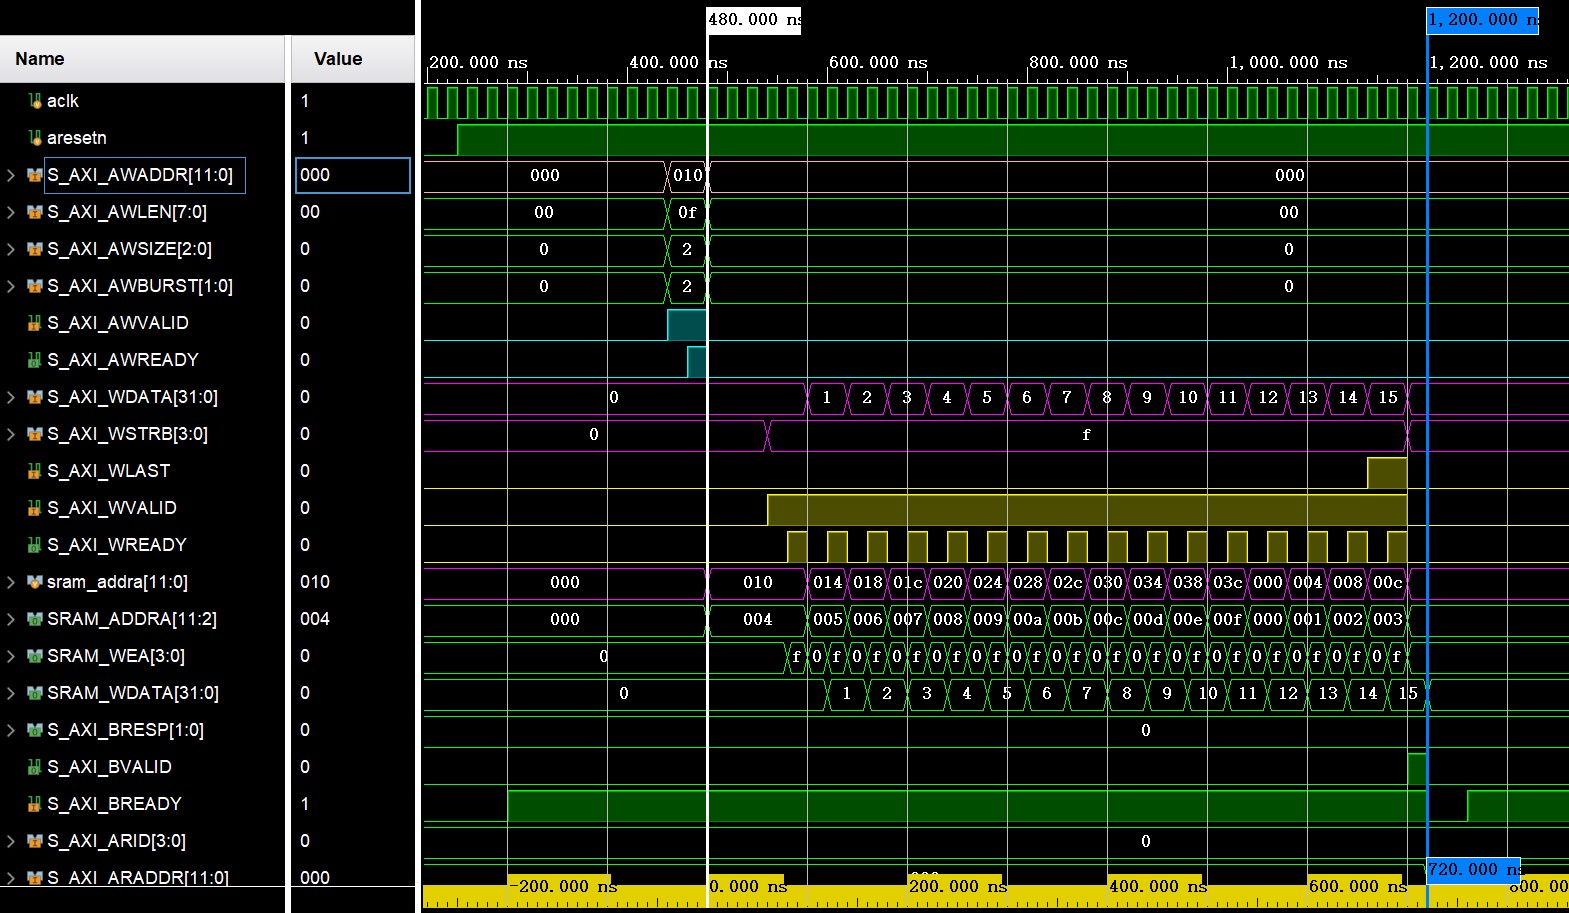 480.000 ns 1,200.000 n
Name Value 200.000 ns 400.000 ns 600.000 ns 800.000 ns 1,000.000 ns 1,200.000 ns
aclk 1
aresetn 1
S_AXI_AWADDR[11:0] 000 000 010 000
S_AXI_AWLEN[7:0] 00 00 0f 00
S_AXI_AWSIZE[2:0] 0 0 2 0
S_AXI_AWBURST[1:0] 0 0 2 0
S_AXI_AWVALID 0
S_AXI_AWREADY 0
S_AXI_WDATA[31:0] 0 0 1 2 3 4 5 6 7 8 9 10 11 12 13 14 15
S_AXI_WSTRB[3:0] 0 0 f
S_AXI_WLAST 0
S_AXI_WVALID 0
S_AXI_WREADY 0
sram_addra[11:0] 010 000 010 014 018 01c 020 024 028 02c 030 034 038 03c 000 004 008 00c
SRAM_ADDRA[11:2] 004 000 004 005 006 007 008 009 00a 00b 00c 00d 00e 00f 000 001 002 003
SRAM_WEA[3:0] 0 0 f 0 f 0 f 0 f 0 f 0 f 0 f 0 f 0 f 0 f 0 f 0 f 0 f 0 f 0 f 0 f
SRAM_WDATA[31:0] 0 0 1 2 3 4 5 6 7 8 9 10 11 12 13 14 15
S_AXI_BRESP[1:0] 0 0
S_AXI_BVALID 0
S_AXI_BREADY 1
S_AXI_ARID[3:0] 0 0
S_AXI_ARADDR[11:0] 000
-200.000 ns 0.000 ns 200.000 ns 400.000 ns 600.000 ns 720.000 ns